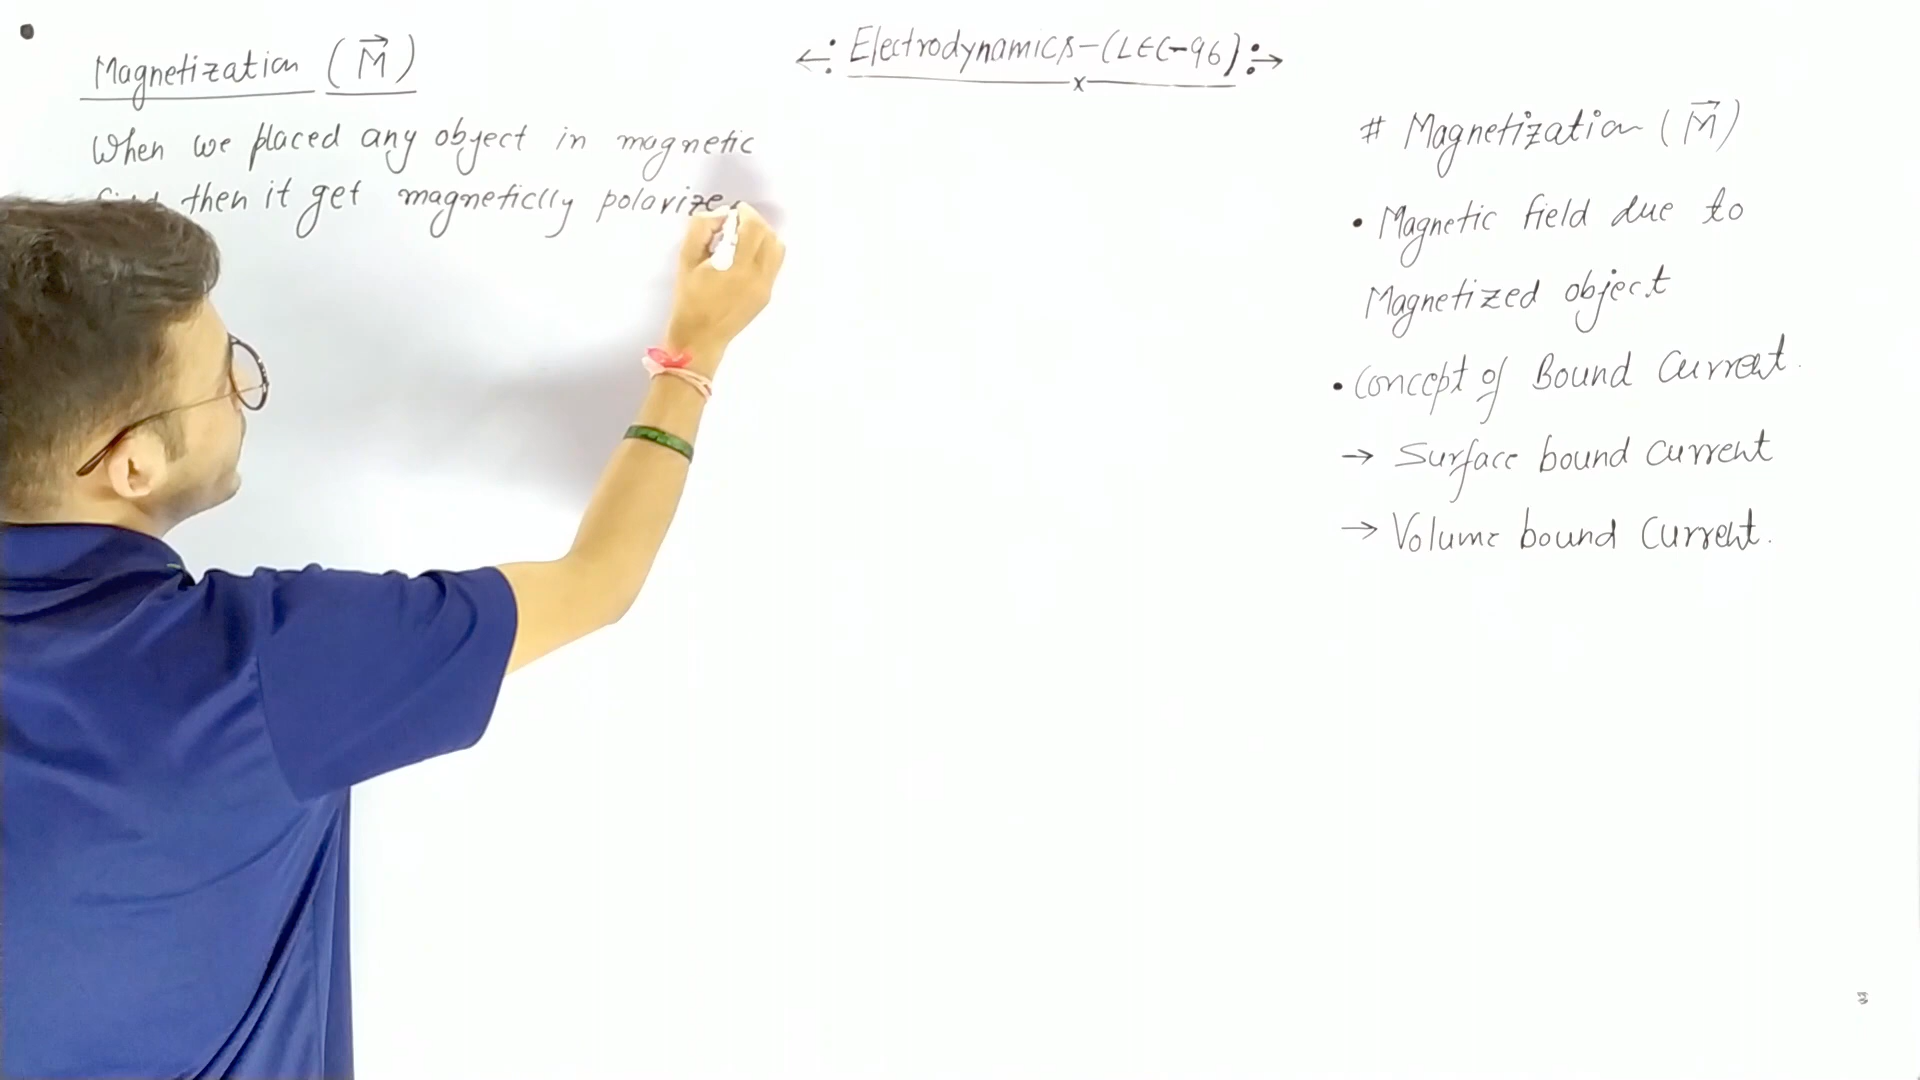 Magnetization (M⃗)
When we placed any object in magnetic
then it get magneticlly polarize
Electrodynamics-(LEC-96)
x
# Magnetization (M⃗)
• Magnetic field due to
Magnetized object
• Concept of Bound Current.
→ Surface bound current
→ Volume bound current.